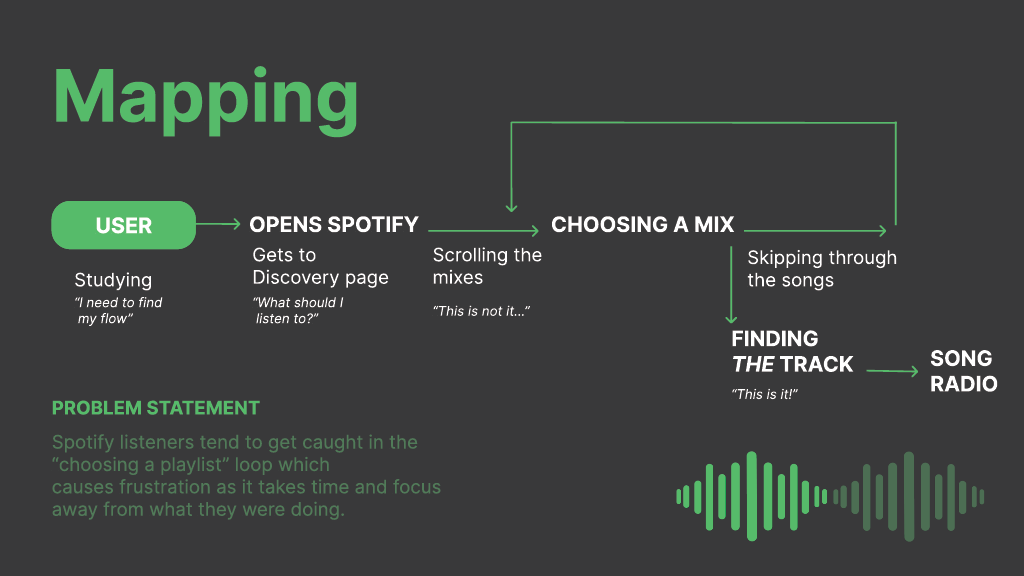 Mapping
USER
Studying
“I need to find
my flow”
OPENS SPOTIFY
Gets to
Discovery page
“What should I
listen to?”
Scrolling the
mixes
“This is not it...”
CHOOSING A MIX
Skipping through
the songs
FINDING
THE TRACK
“This is it!”
SONG
RADIO
PROBLEM STATEMENT
Spotify listeners tend to get caught in the
“choosing a playlist” loop which
causes frustration as it takes time and focus
away from what they were doing.